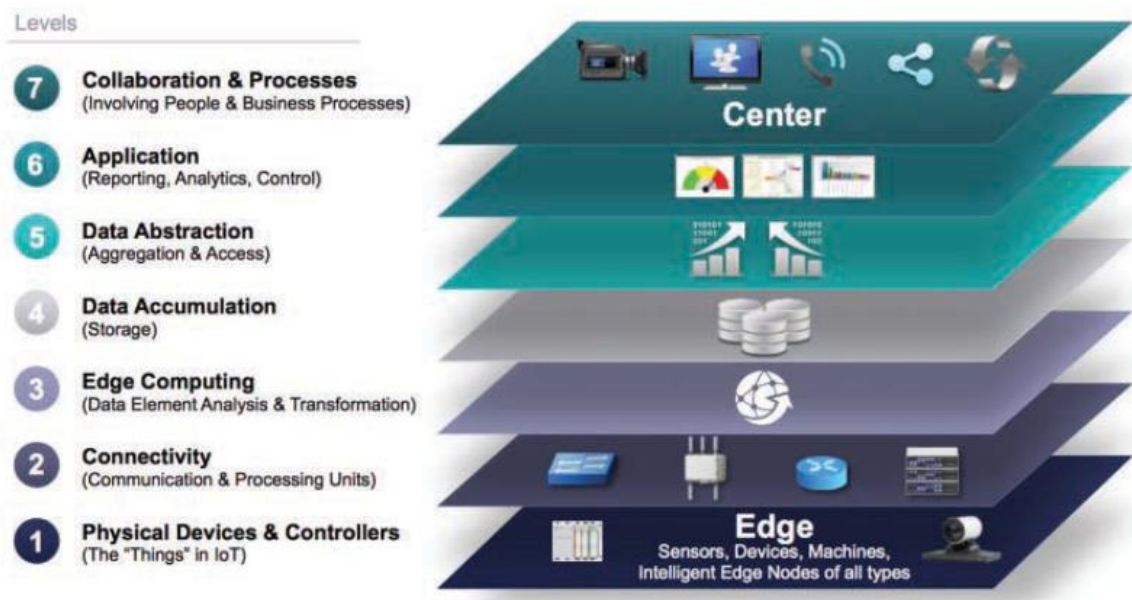 Levels
7
Collaboration & Processes
(Involving People & Business Processes)
6
Application
(Reporting, Analytics, Control)
5
Data Abstraction
(Aggregation & Access)
4
Data Accumulation
(Storage)
3
Edge Computing
(Data Element Analysis & Transformation)
2
Connectivity
(Communication & Processing Units)
1
Physical Devices & Controllers
(The "Things" in IoT)
Center
Edge
Sensors, Devices, Machines,
Intelligent Edge Nodes of all types